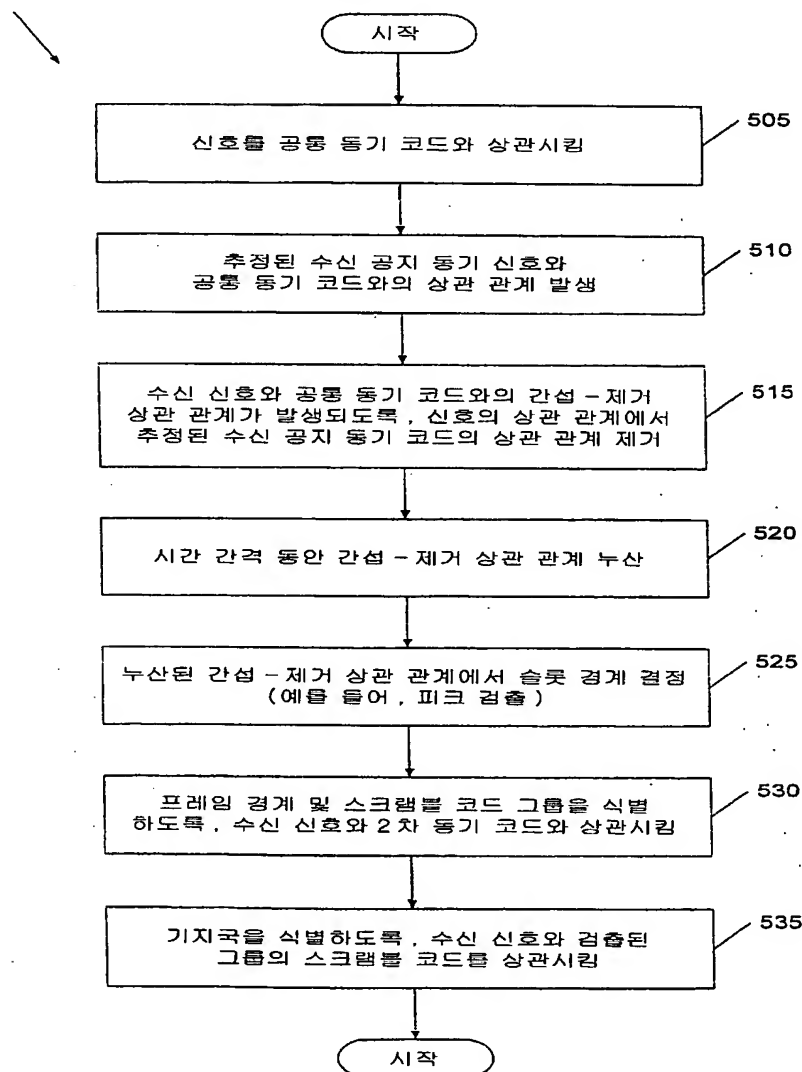 시작
505
신호를 공통 동기 코드와 상관시킴
510
추정된 수신 공지 동기 신호와
공통 동기 코드와의 상관 관계 발생
515
수신 신호와 공통 동기 코드와의 간섭-제거
상관 관계가 발생되도록, 신호의 상관 관계에서
추정된 수신 공지 동기 코드의 상관 관계 제거
520
시간 간격 동안 간섭-제거 상관 관계 누산
525
누산된 간섭-제거 상관 관계에서 슬롯 경계 결정
(예를 들어, 피크 검출)
530
프레임 경계 및 스크램블 코드 그룹을 식별
하도록, 수신 신호와 2차 동기 코드와 상관시킴
535
기지국을 식별하도록, 수신 신호와 검출된
그룹의 스크램블 코드를 상관시킴
시작